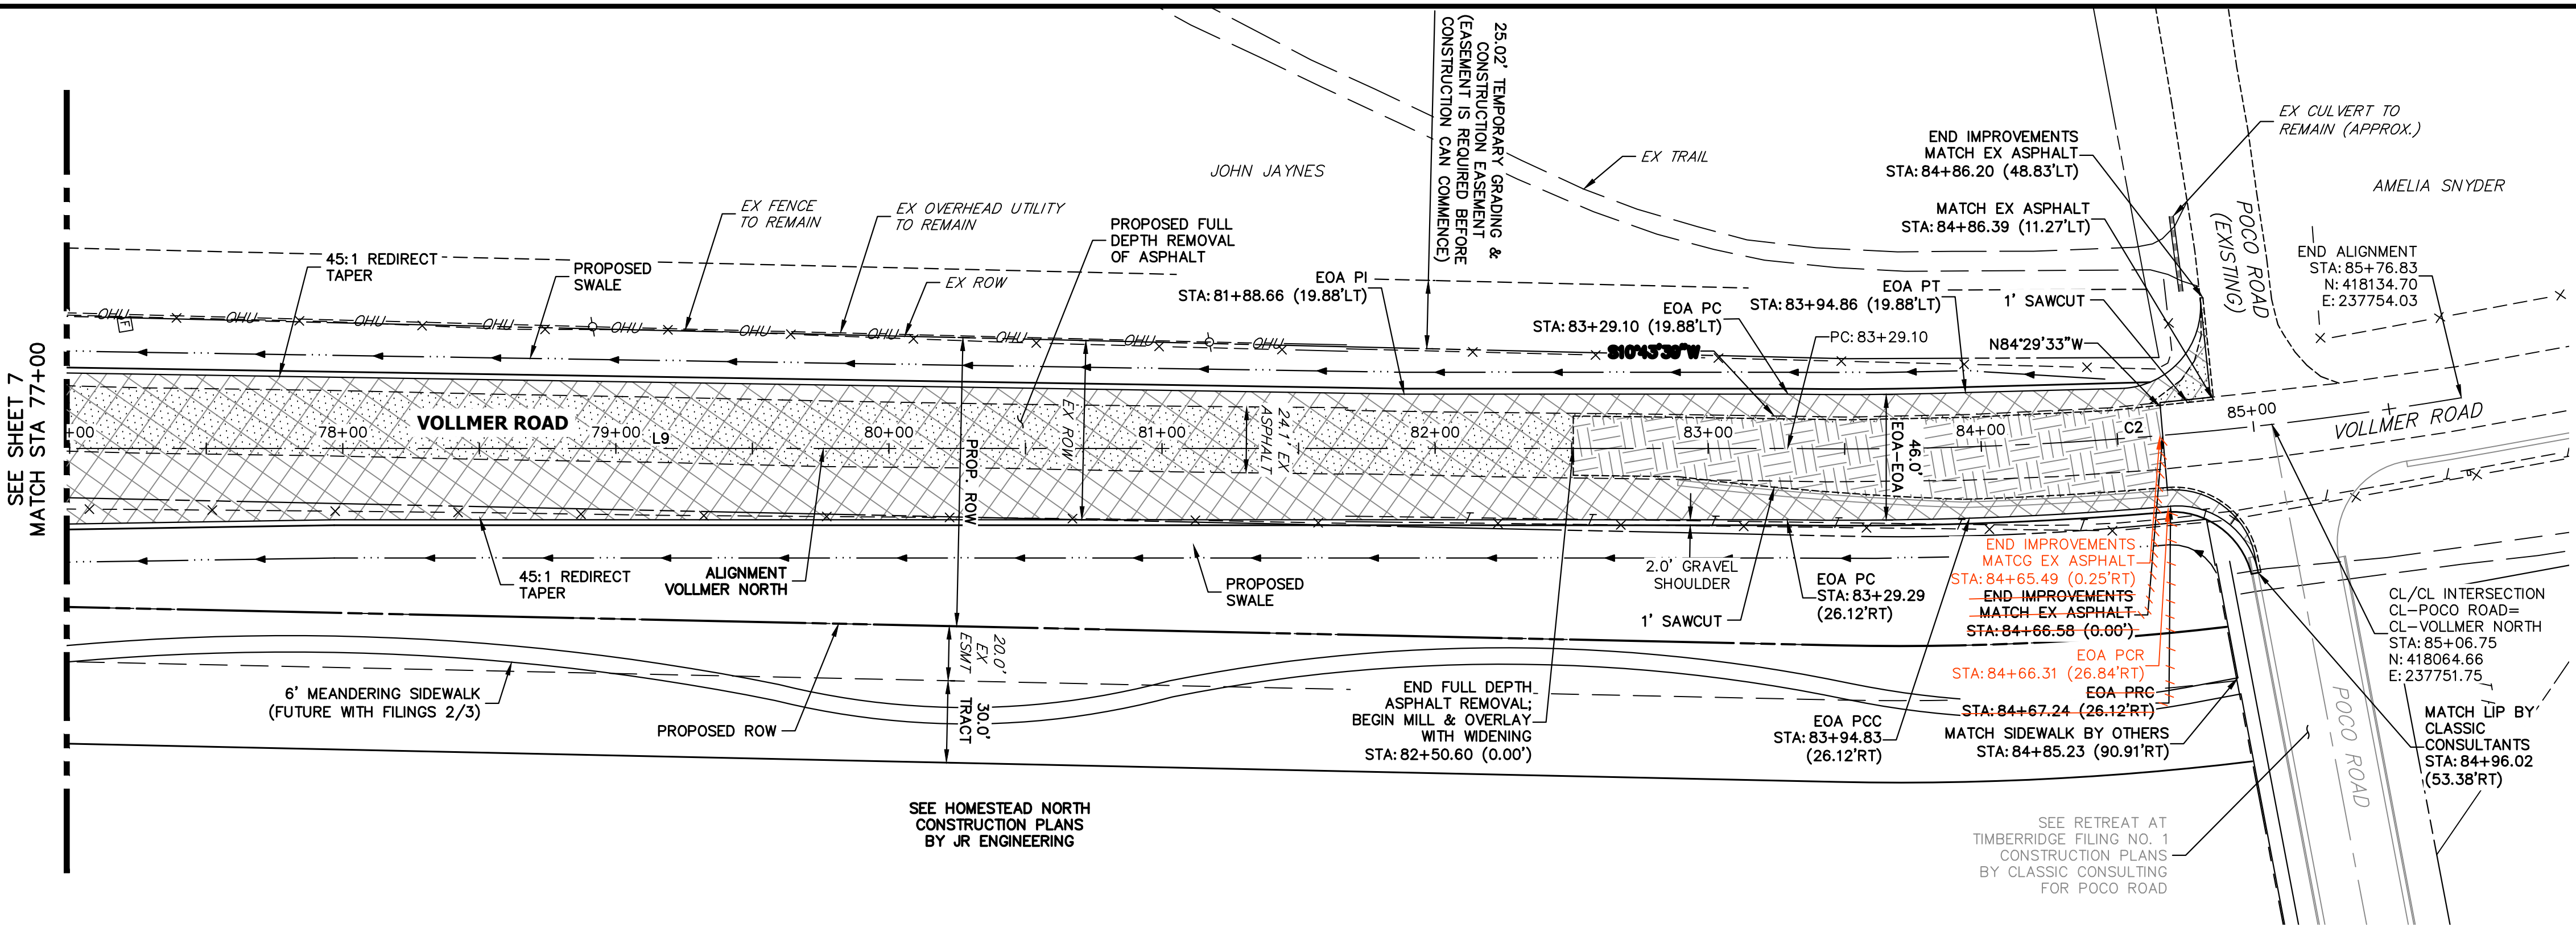 SEE SHEET 7
MATCH STA 77+00
45:1 REDIRECT
TAPER
PROPOSED
SWALE
EX FENCE
TO REMAIN
EX OVERHEAD UTILITY
TO REMAIN
EX ROW
PROPOSED FULL
DEPTH REMOVAL
OF ASPHALT
JOHN JAYNES
25.02' TEMPORARY GRADING &
CONSTRUCTION EASEMENT
(EASEMENT IS REQUIRED BEFORE
CONSTRUCTION CAN COMMENCE)
EX TRAIL
END IMPROVEMENTS
MATCH EX ASPHALT
STA: 84+86.20 (48.83'LT)
MATCH EX ASPHALT
STA: 84+86.39 (11.27'LT)
EX CULVERT TO
REMAIN (APPROX.)
AMELIA SNYDER
POCO ROAD
(EXISTING)
END ALIGNMENT
STA: 85+76.83
N: 418134.70
E: 237754.03
EOA PI
STA: 81+88.66 (19.88'LT)
EOA PC
STA: 83+29.10 (19.88'LT)
EOA PT
STA: 83+94.86 (19.88'LT)
1' SAWCUT
S10°43'39"W
PC: 83+29.10
N84°29'33"W
OHU OHU OHU OHU OHU OHU OHU OHU OHU OHU
F
+00 78+00 VOLLMER ROAD 79+00 L9 80+00 81+00 82+00 83+00 84+00 C2 85+00
VOLLMER ROAD
EX ROW
PROP. ROW
24.1' EX
ASPHALT
46.0'
EOA-EOA
T T T T T T
45:1 REDIRECT
TAPER
ALIGNMENT
VOLLMER NORTH
PROPOSED
SWALE
2.0' GRAVEL
SHOULDER
1' SAWCUT
EOA PC
STA: 83+29.29
(26.12'RT)
END IMPROVEMENTS
MATCG EX ASPHALT
STA: 84+65.49 (0.25'RT)
END IMPROVEMENTS
MATCH EX ASPHALT
STA: 84+66.58 (0.00')
EOA PCR
STA: 84+66.31 (26.84'RT)
EOA PRC
STA: 84+67.24 (26.12'RT)
MATCH SIDEWALK BY OTHERS
STA: 84+85.23 (90.91'RT)
CL/CL INTERSECTION
CL-POCO ROAD=
CL-VOLLMER NORTH
STA: 85+06.75
N: 418064.66
E: 237751.75
MATCH LIP BY
CLASSIC
CONSULTANTS
STA: 84+96.02
(53.38'RT)
6' MEANDERING SIDEWALK
(FUTURE WITH FILINGS 2/3)
PROPOSED ROW
20.0'
EX
ESMT
30.0'
TRACT
END FULL DEPTH
ASPHALT REMOVAL;
BEGIN MILL & OVERLAY
WITH WIDENING
STA: 82+50.60 (0.00')
EOA PCC
STA: 83+94.83
(26.12'RT)
POCO ROAD
SEE HOMESTEAD NORTH
CONSTRUCTION PLANS
BY JR ENGINEERING
SEE RETREAT AT
TIMBERRIDGE FILING NO. 1
CONSTRUCTION PLANS
BY CLASSIC CONSULTING
FOR POCO ROAD